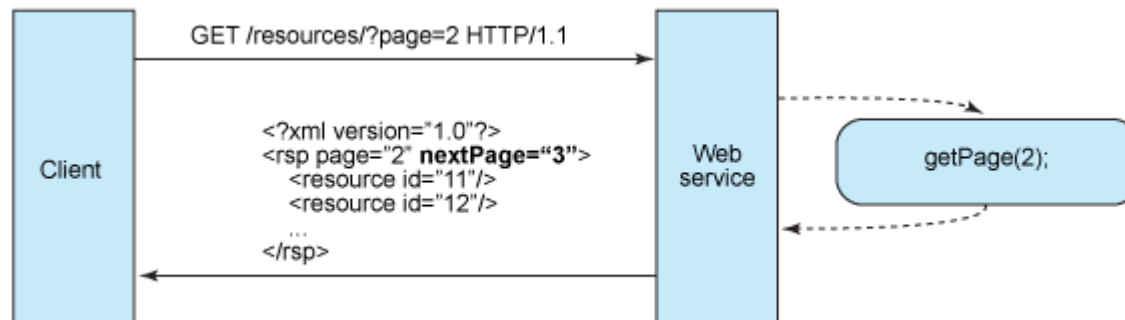 GET /resources/?page=2 HTTP/1.1
Client
<?xml version="1.0"?>
<rsp page="2" nextPage="3">
<resource id="11"/>
<resource id="12"/>
...
</rsp>
Web
service
getPage(2);